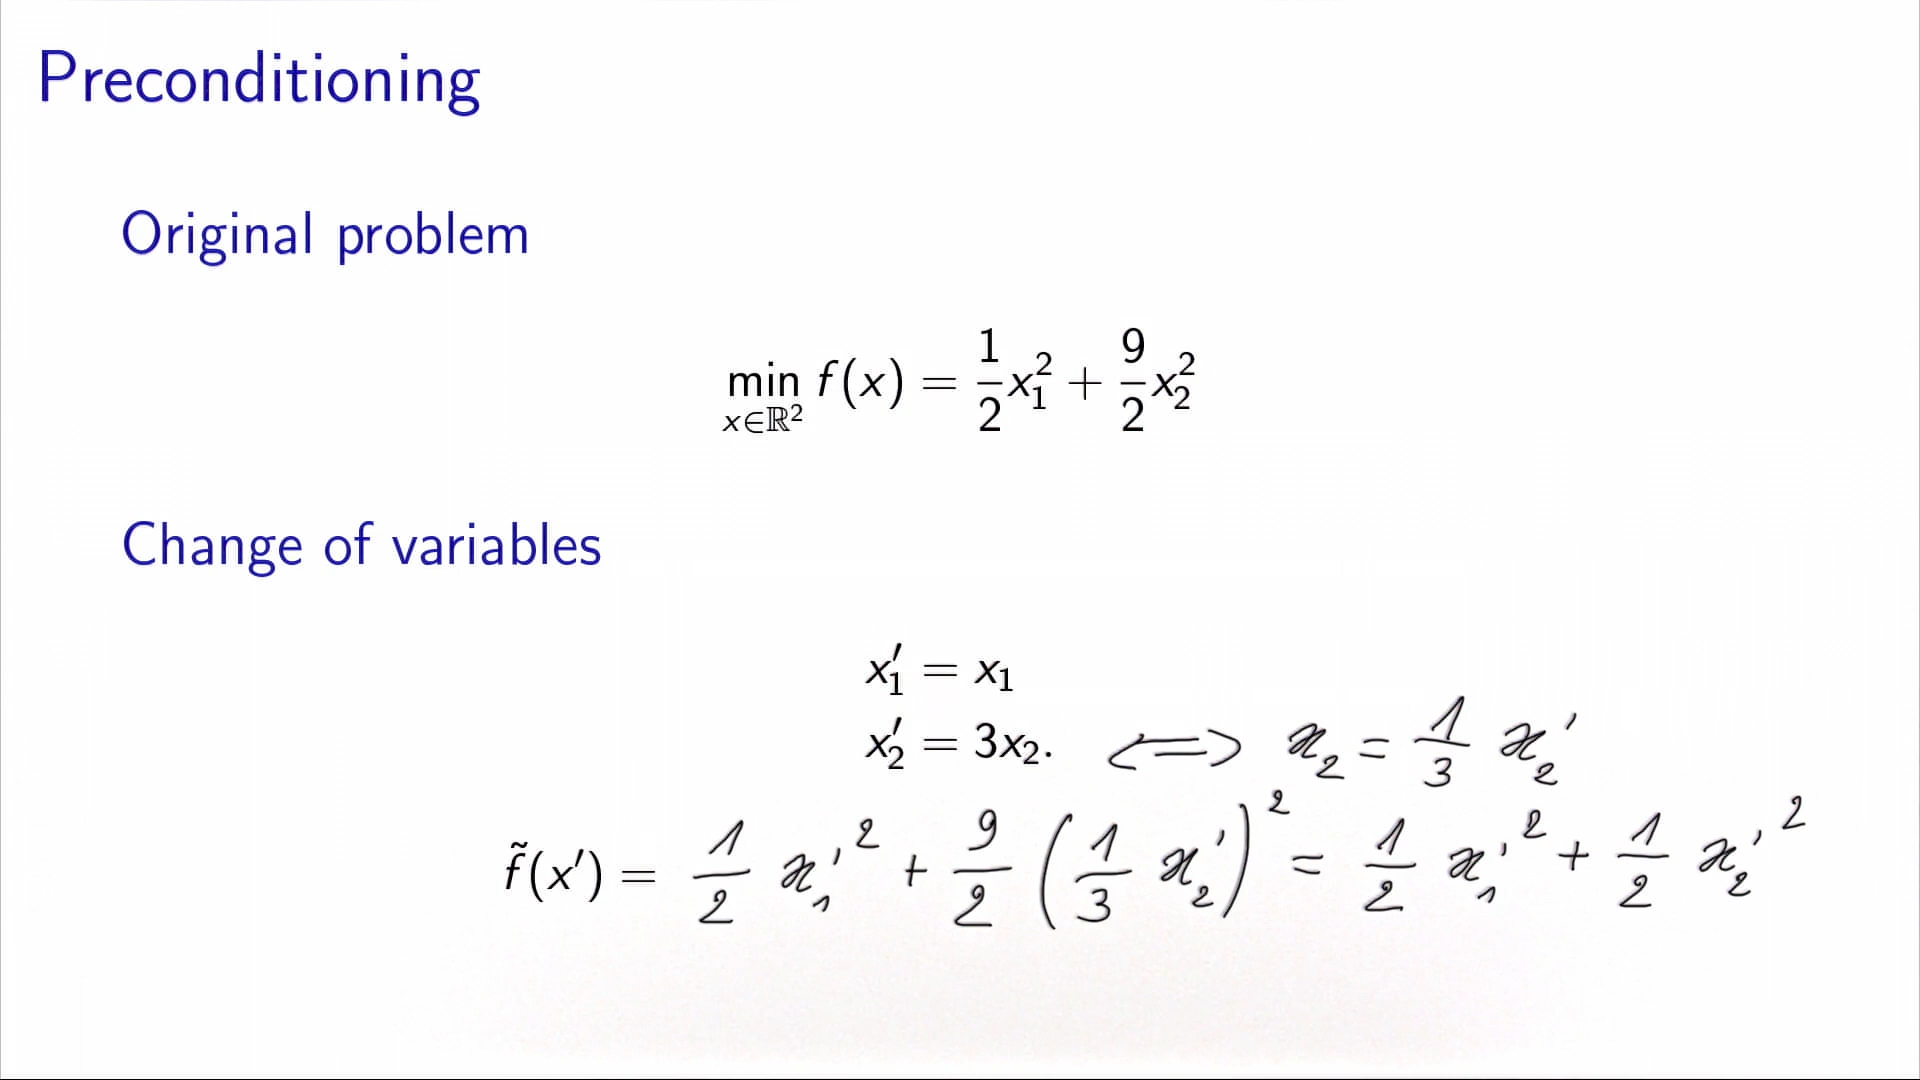 Preconditioning
Original problem
min_{x∈ℝ²} f(x) = 1/2 x₁² + 9/2 x₂²
Change of variables
x₁′ = x₁
x₂′ = 3x₂. ⟺ x₂ = 1/3 x₂′
f̃(x′) = 1/2 x₁′² + 9/2 (1/3 x₂′)² = 1/2 x₁′² + 1/2 x₂′²